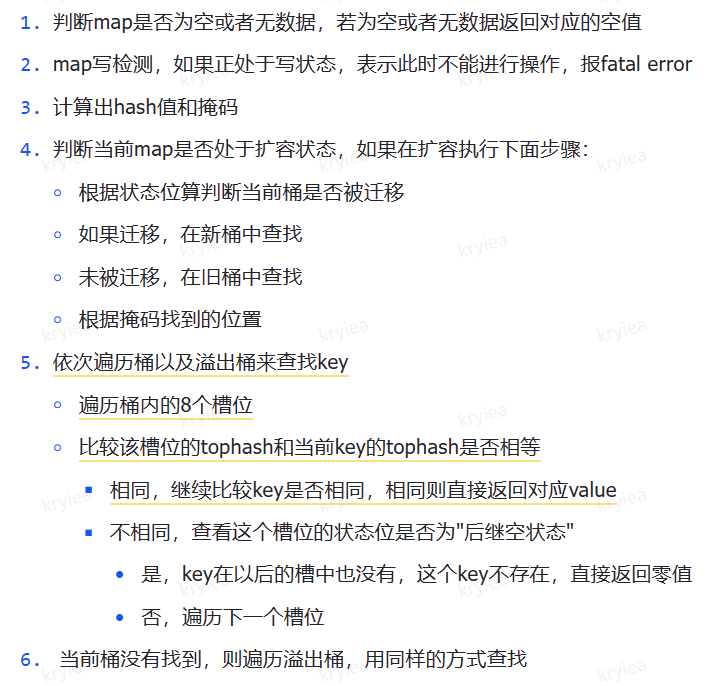 1. 判断map是否为空或者无数据，若为空或者无数据返回对应的空值
2. map写检测，如果正处于写状态，表示此时不能进行操作，报fatal error
3. 计算出hash值和掩码
4. 判断当前map是否处于扩容状态，如果在扩容执行下面步骤：
根据状态位算判断当前桶是否被迁移
如果迁移，在新桶中查找
未被迁移，在旧桶中查找
根据掩码找到的位置
5. 依次遍历桶以及溢出桶来查找key
遍历桶内的8个槽位
比较该槽位的tophash和当前key的tophash是否相等
相同，继续比较key是否相同，相同则直接返回对应value
不相同，查看这个槽位的状态位是否为"后继空状态"
是，key在以后的槽中也没有，这个key不存在，直接返回零值
否，遍历下一个槽位
6. 当前桶没有找到，则遍历溢出桶，用同样的方式查找
kryiea